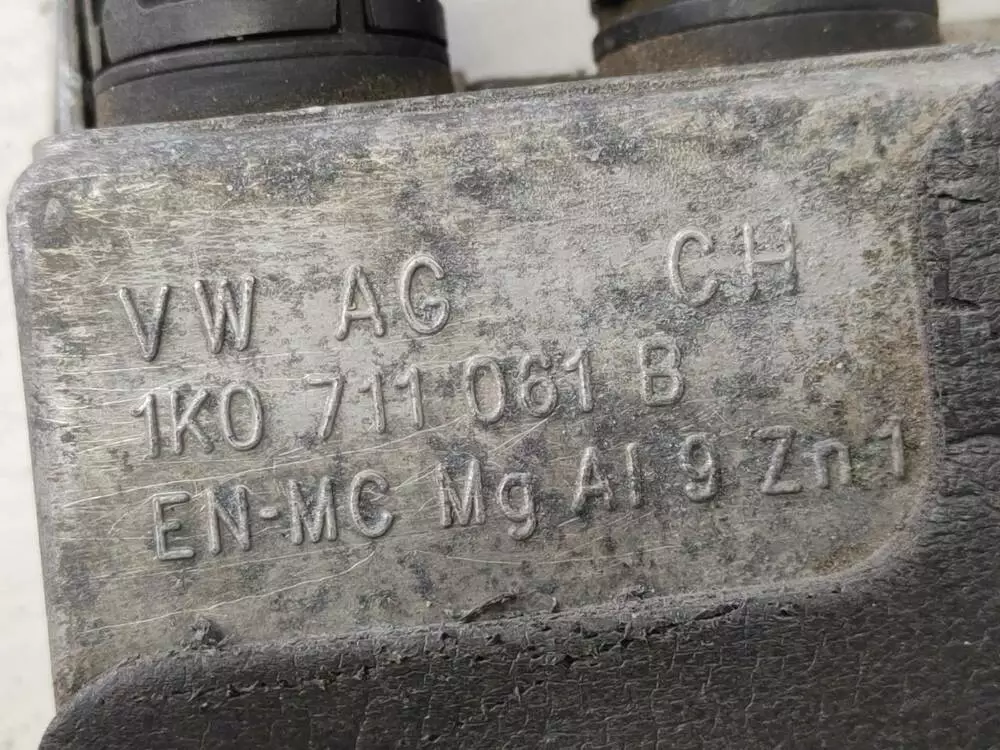 VW AG CH
1K0 711 061 B
EN-MC Mg Al 9 Zn 1